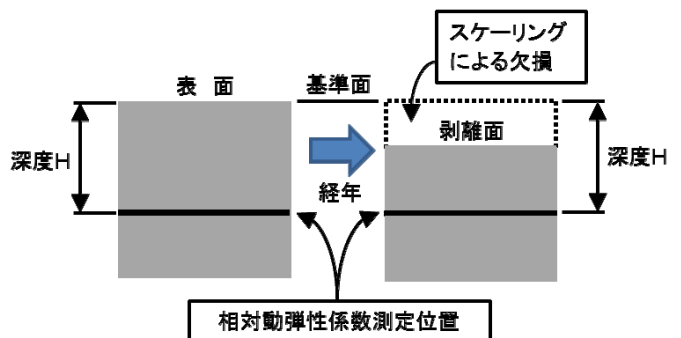 スケーリング
による欠損
表 面
基準面
剥離面
深度H
深度H
経年
相対動弾性係数測定位置